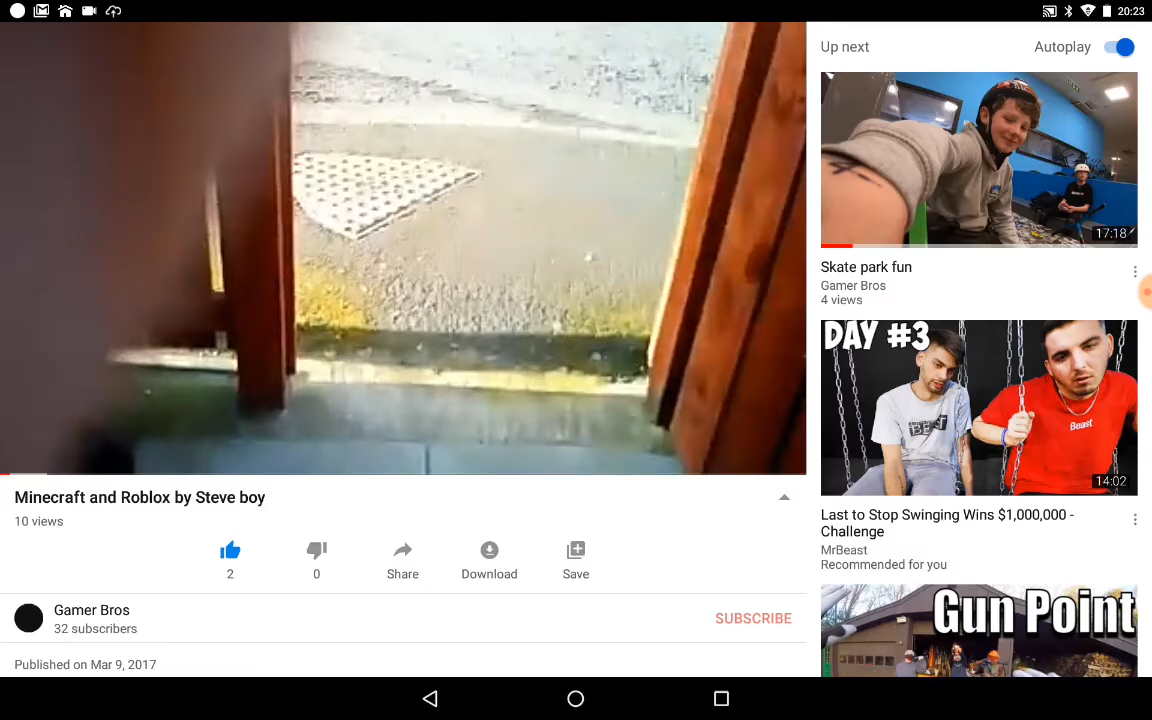 20:23
Up next
Autoplay
17:18
Skate park fun
Gamer Bros
4 views
DAY #3
Beast
14:02
Last to Stop Swinging Wins $1,000,000 -
Challenge
MrBeast
Recommended for you
Gun Point
Minecraft and Roblox by Steve boy
10 views
2
0
Share
Download
Save
Gamer Bros
32 subscribers
SUBSCRIBE
Published on Mar 9, 2017